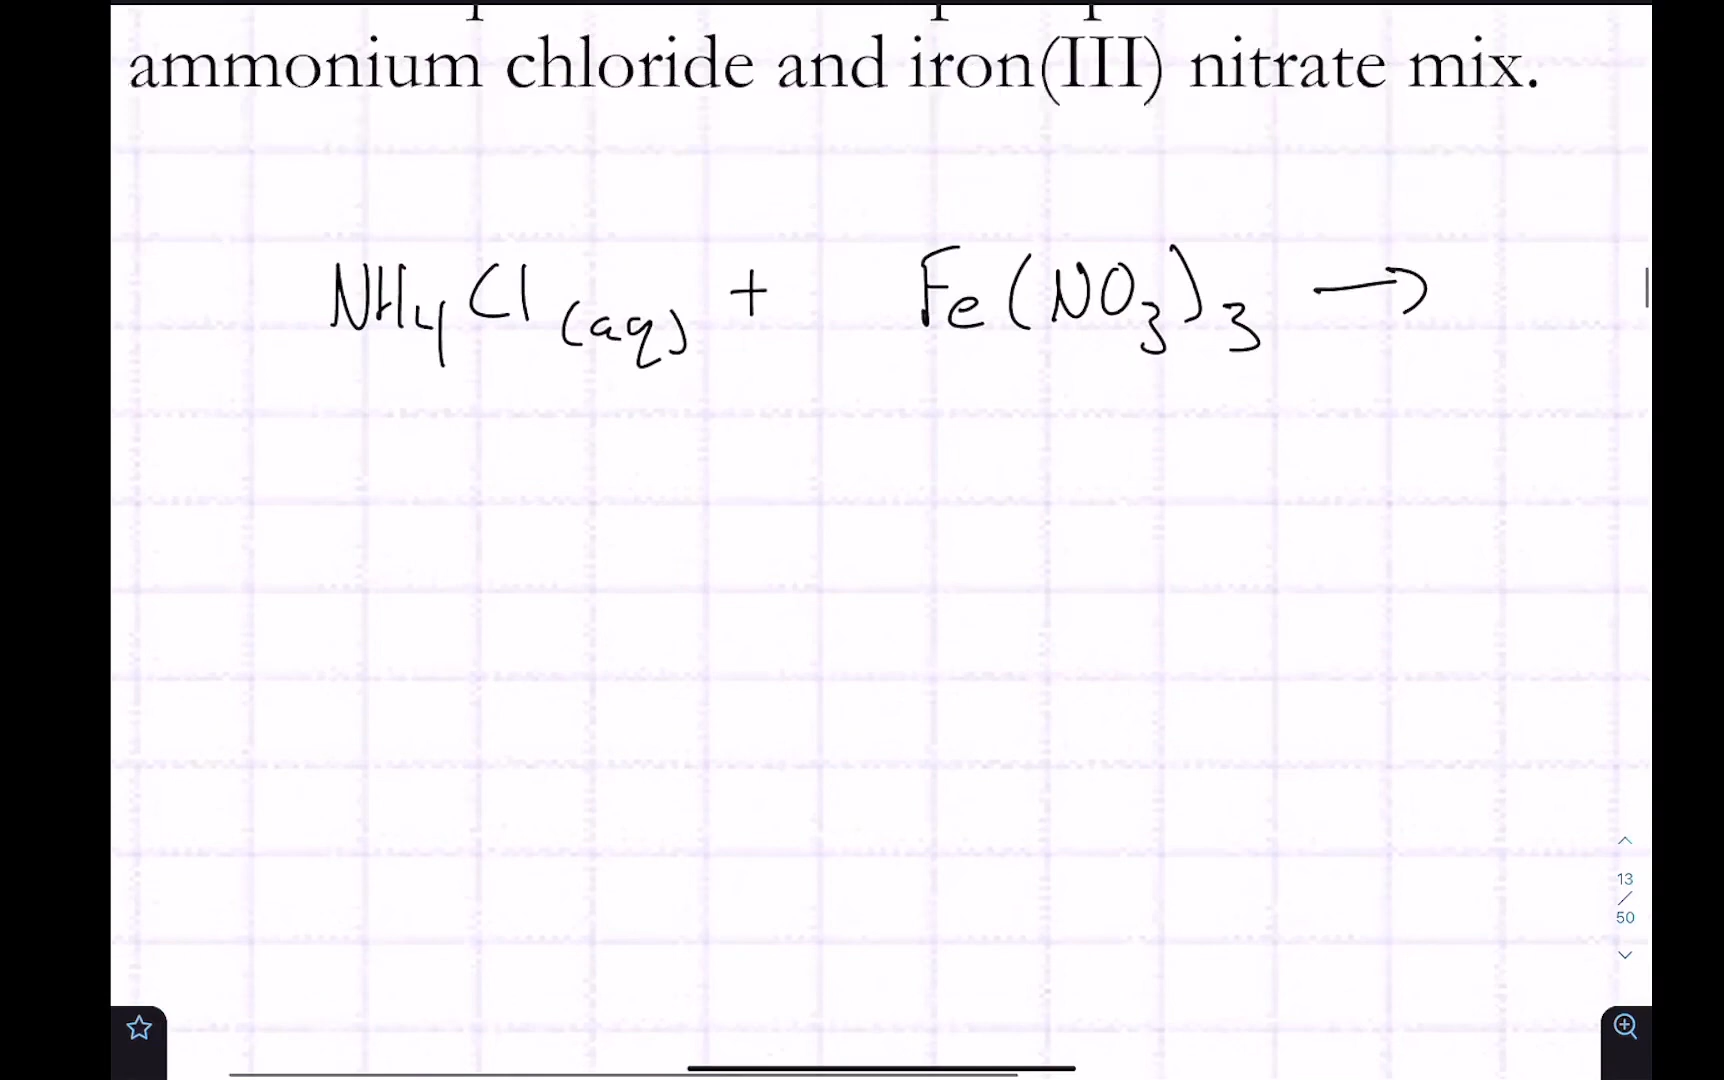 ammonium chloride and iron(III) nitrate mix.
NH₄Cl (aq) + Fe(NO₃)₃ →
13
/
50